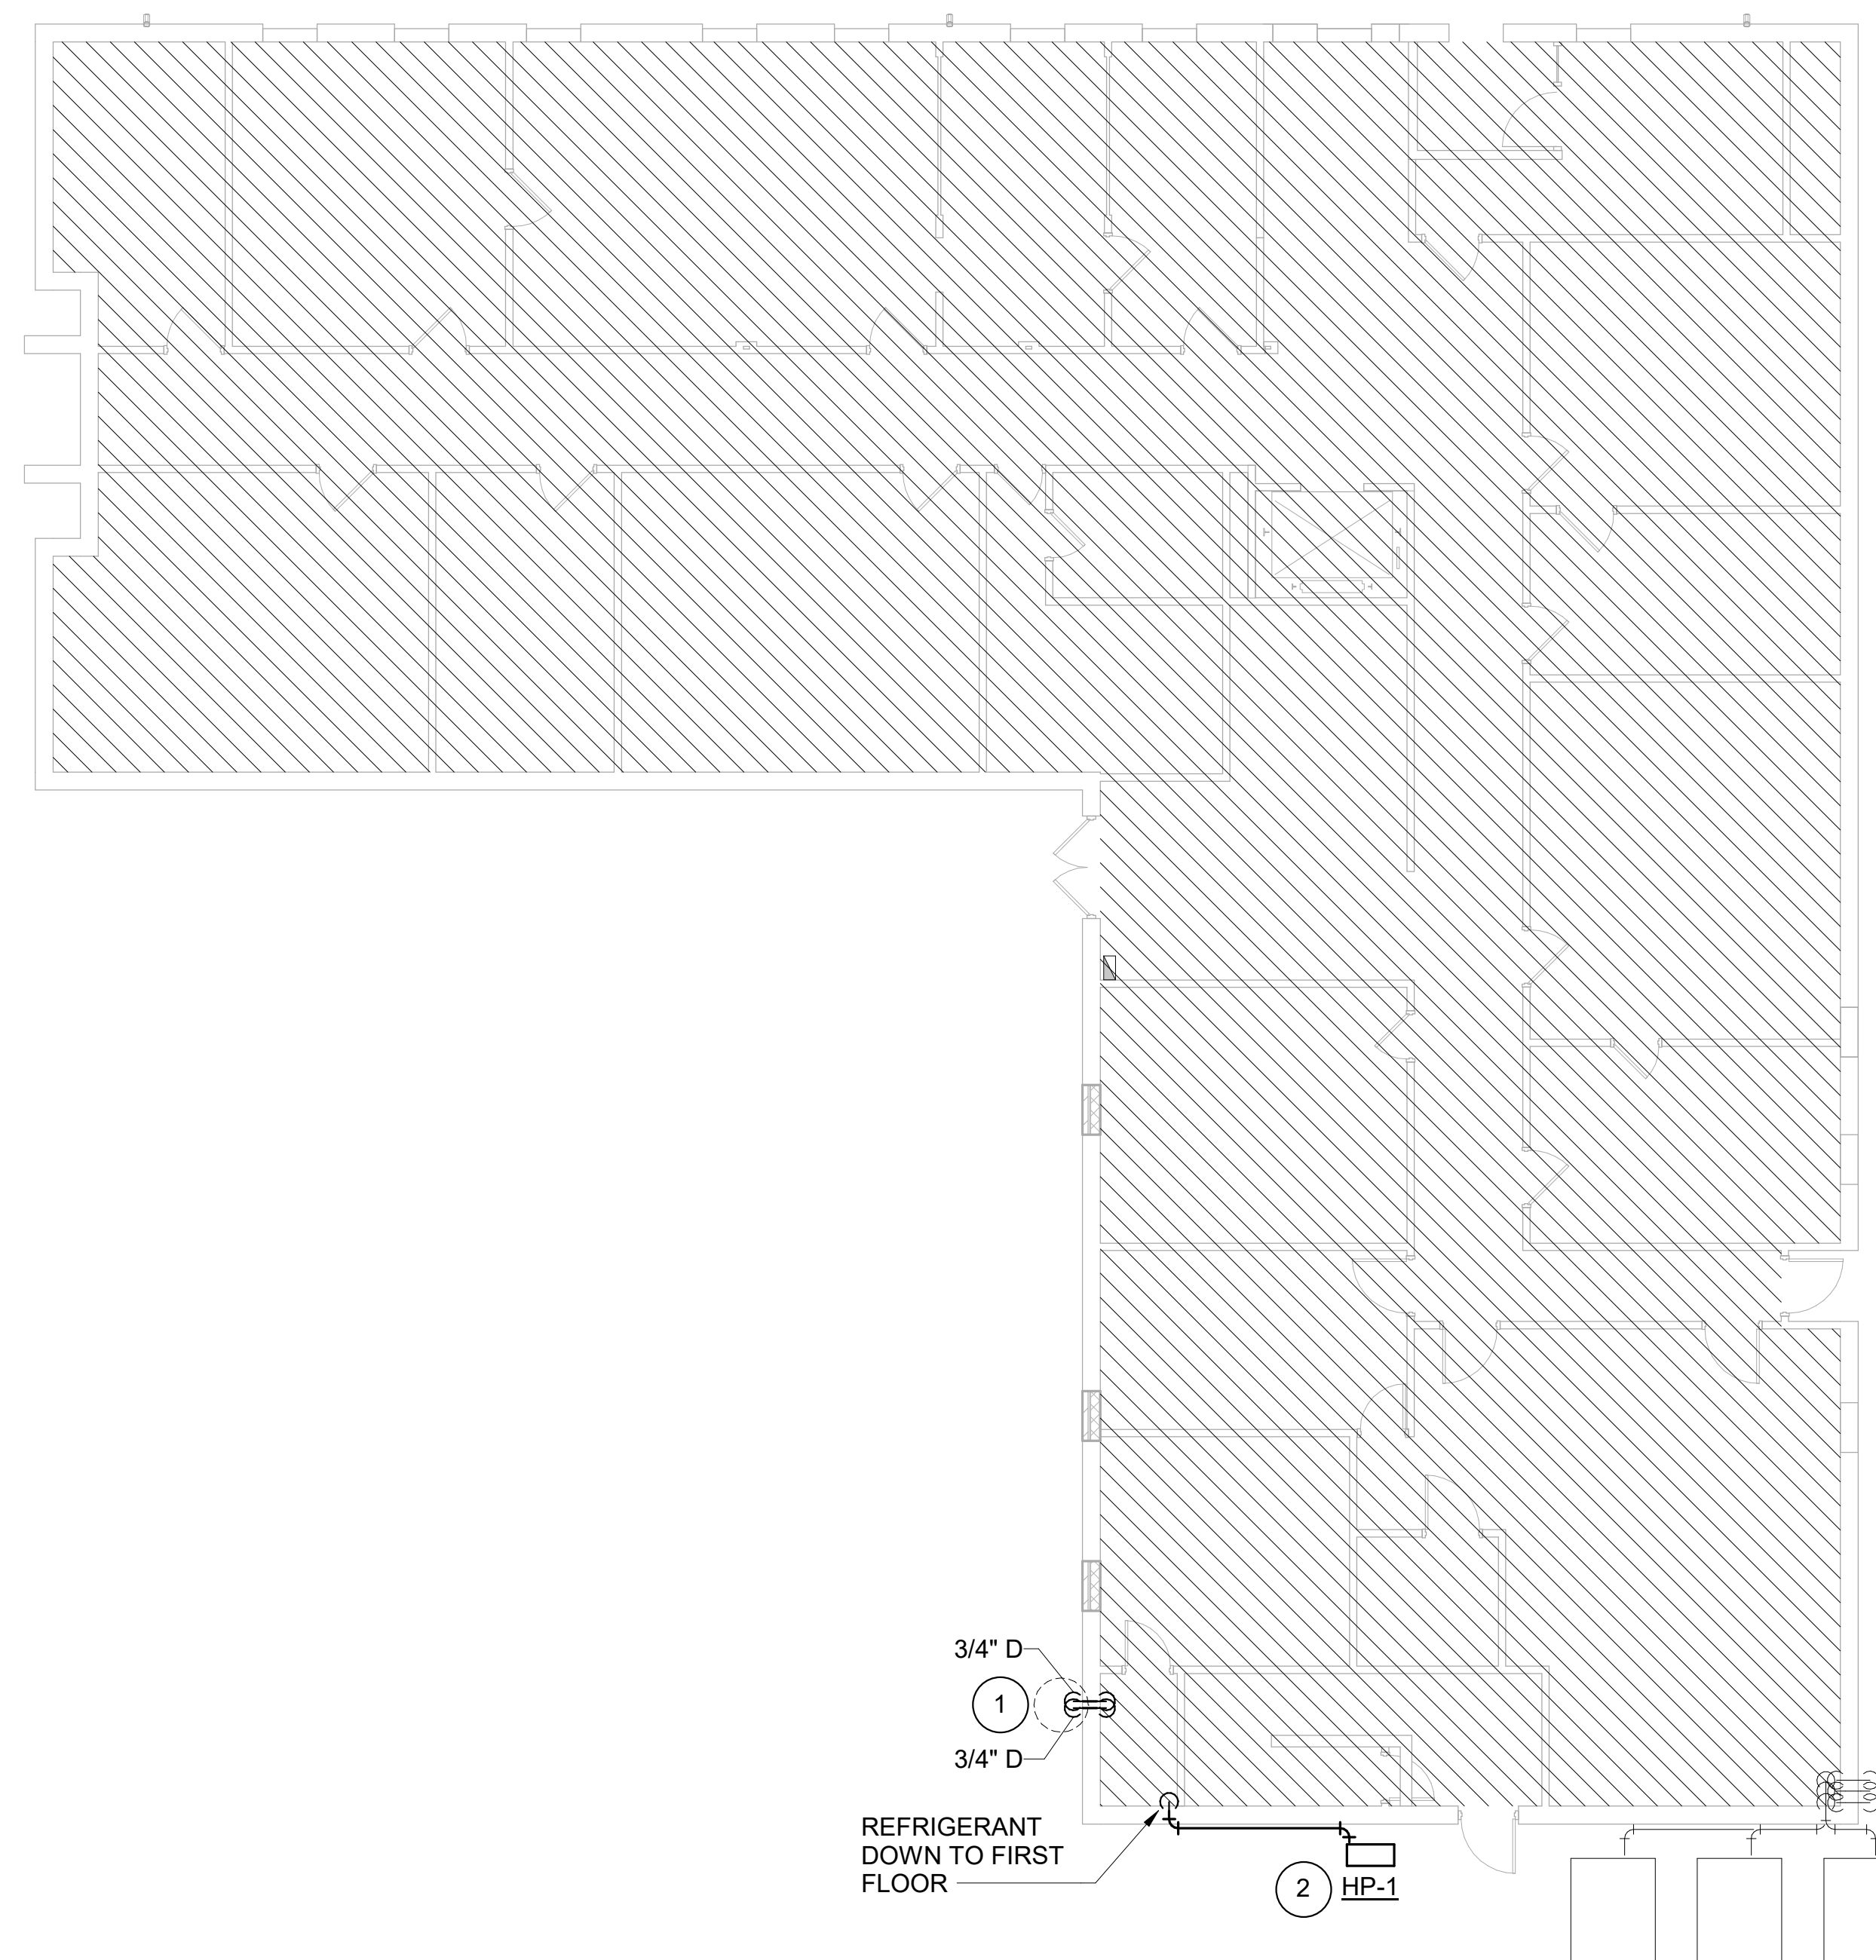 3/4" D
1
3/4" D
REFRIGERANT
DOWN TO FIRST
FLOOR
2
HP-1